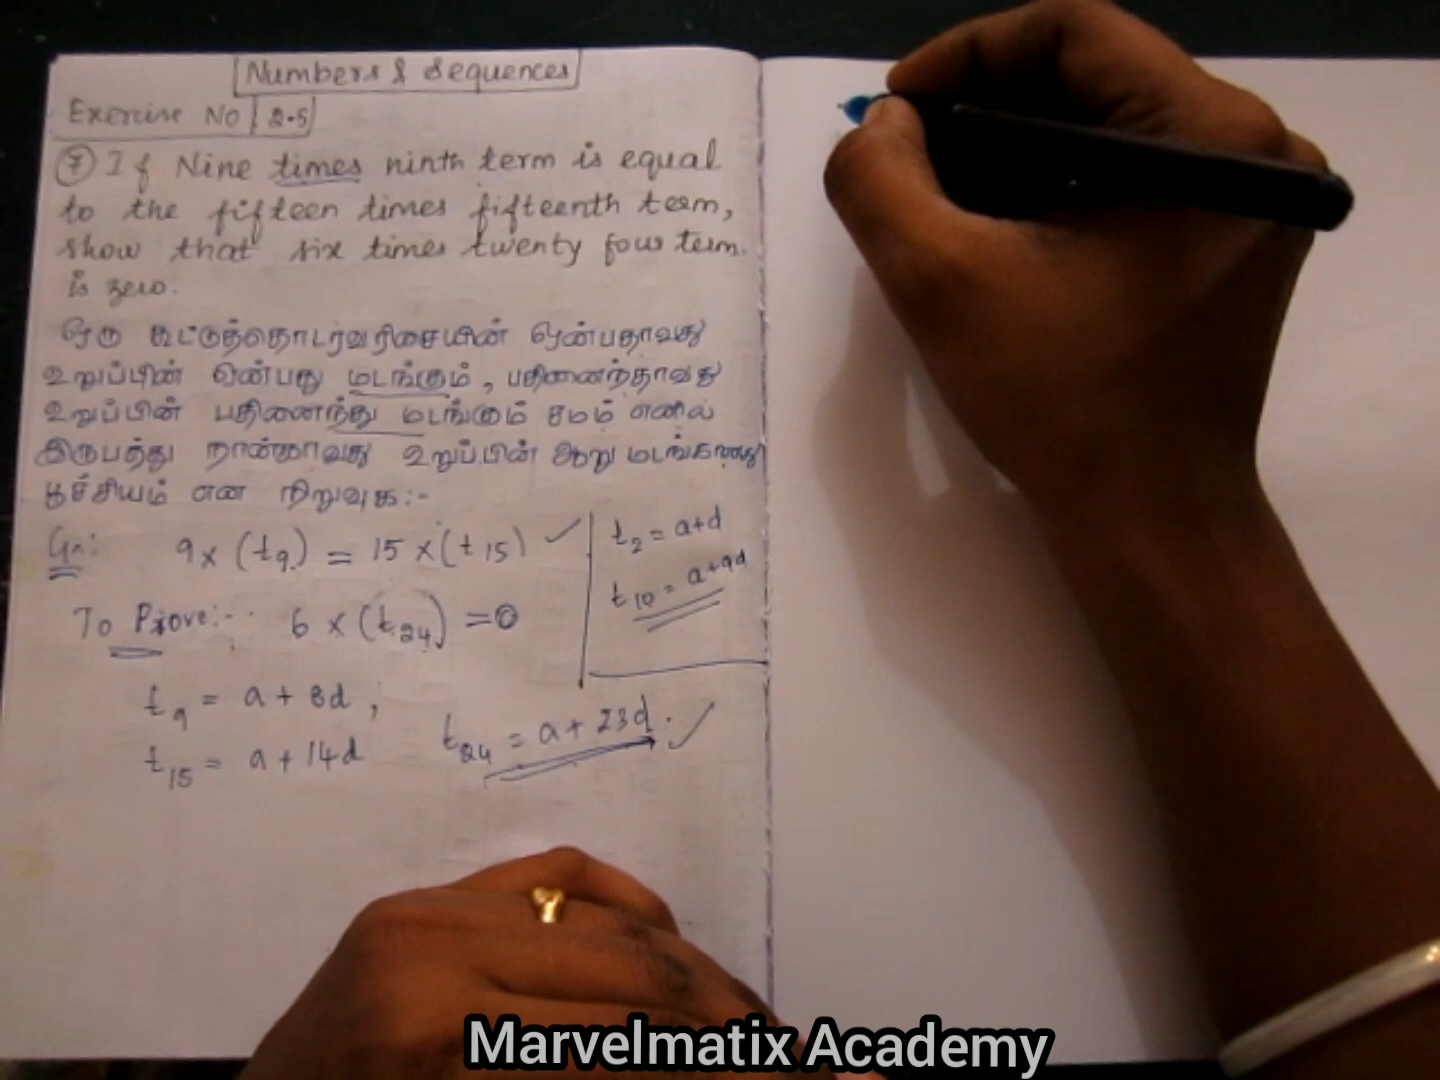 Numbers & Sequences
Exercise No 2.5
⑦ If Nine times ninth term is equal
to the fifteen times fifteenth term,
show that six times twenty four term.
is zero.
ஒரு கூட்டுத்தொடர்வரிசையின் ஒன்பதாவது
உறுப்பின் ஒன்பது மடங்கும், பதினைந்தாவது
உறுப்பின் பதினைந்து மடங்கும் சமம் எனில்
இருபத்து நான்காவது உறுப்பின் ஆறு மடங்கானது
பூச்சியம் என நிறுவுக:-
Gn: 9 x (t9) = 15 x (t15) ✓
t2 = a+d
t10 = a+9d
To Prove:- 6 x (t24) = 0
t9 = a + 8d,
t15 = a + 14d
t24 = a + 23d. ✓
Marvelmatix Academy